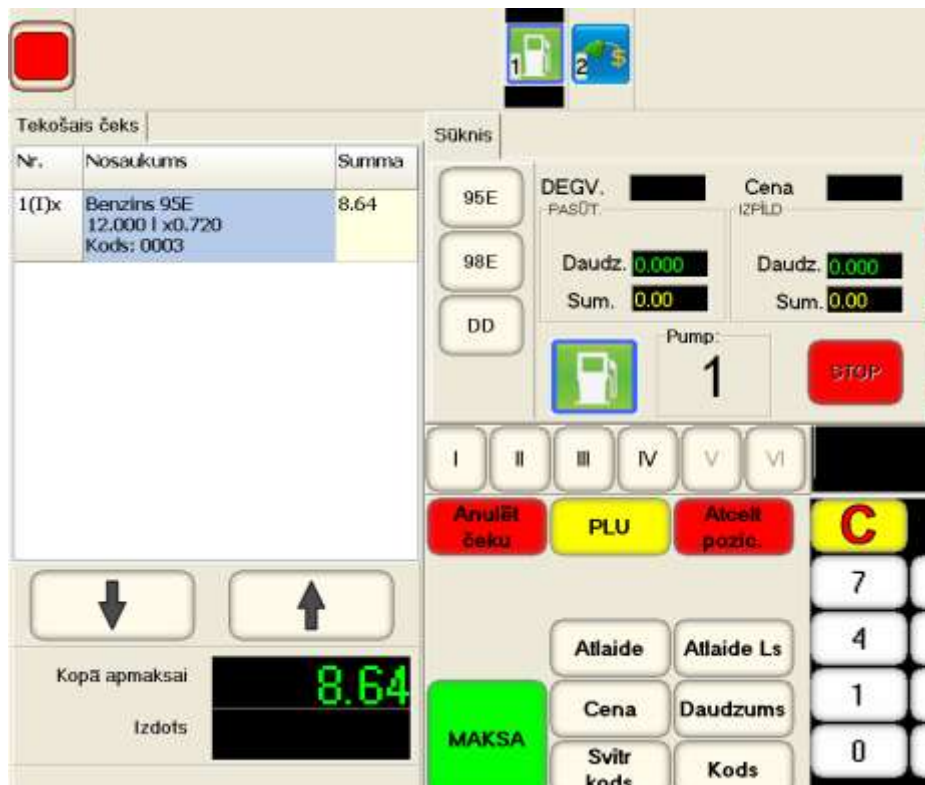 1
2
$
Tekošais čeks
Nr. Nosaukums Summa
1(I)x Benzins 95E 8.64
12.000 l x0.720
Kods: 0003
Kopā apmaksai 8.64
Izdots
Sūknis
95E
98E
DD
DEGV. Cena
PASŪT IZPILD
Daudz. 0.000 Daudz. 0.000
Sum. 0.00 Sum. 0.00
Pump:
1
STOP
I II III IV V VI
Anulēt
čeku
PLU
Atcelt
pozic.
C
7
Atlaide Atlaide Ls 4
Cena Daudzums 1
MAKSA
Svītr
kods
Kods
0